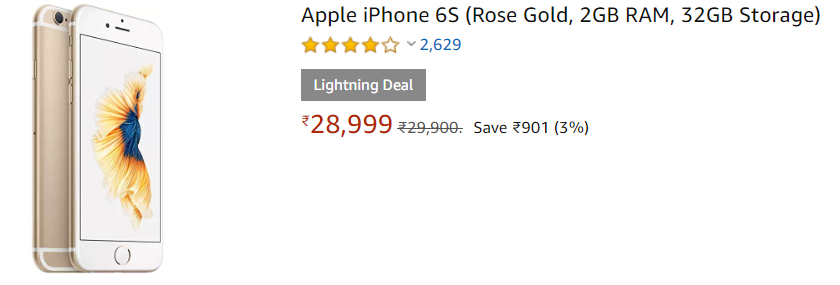 Apple iPhone 6S (Rose Gold, 2GB RAM, 32GB Storage)
2,629
Lightning Deal
₹28,999 ₹29,900. Save ₹901 (3%)